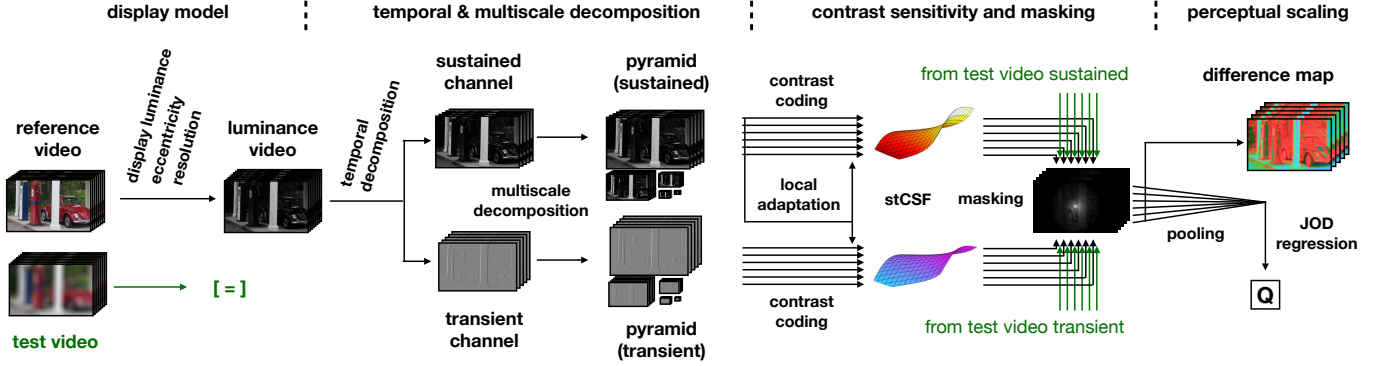 display model
temporal & multiscale decomposition
contrast sensitivity and masking
perceptual scaling
reference
video
display luminance
eccentricity
resolution
luminance
video
temporal
decomposition
sustained
channel
pyramid
(sustained)
multiscale
decomposition
transient
channel
pyramid
(transient)
test video
[ = ]
contrast
coding
local
adaptation
contrast
coding
stCSF
from test video sustained
masking
from test video transient
difference map
pooling
JOD
regression
Q